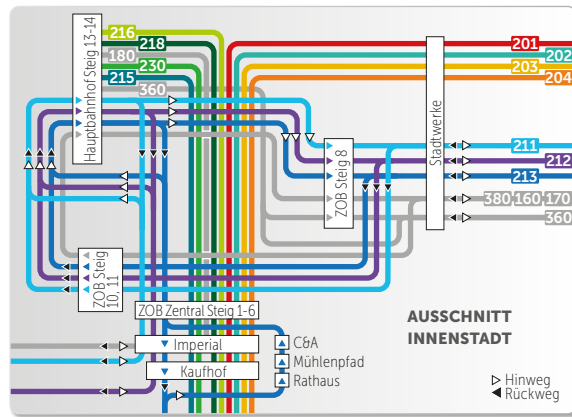 216
218
180
230
215
360
201
202
203
204
Hauptbahnhof Steig 13-14
Stadtwerke
ZOB Steig 8
211
212
213
380-160-170
360
ZOB Steig
10, 11
ZOB Zentral Steig 1-6
Imperial
Kaufhof
C&A
Mühlenpfad
Rathaus
AUSSCHNITT
INNENSTADT
Hinweg
Rückweg